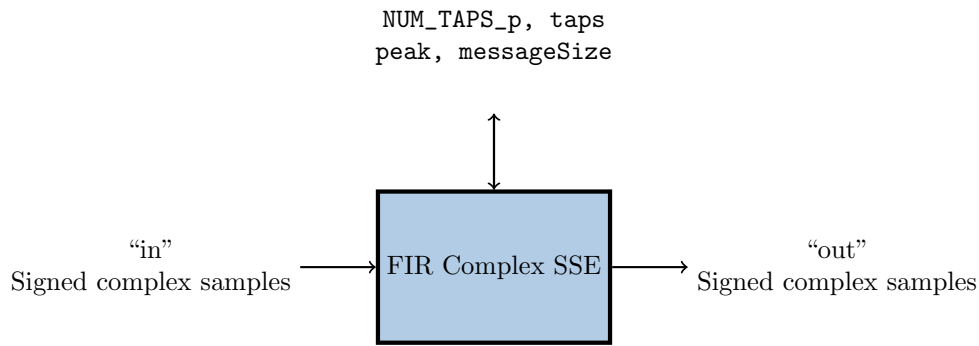 NUM_TAPS_p, taps
peak, messageSize
“in”
Signed complex samples
FIR Complex SSE
“out”
Signed complex samples